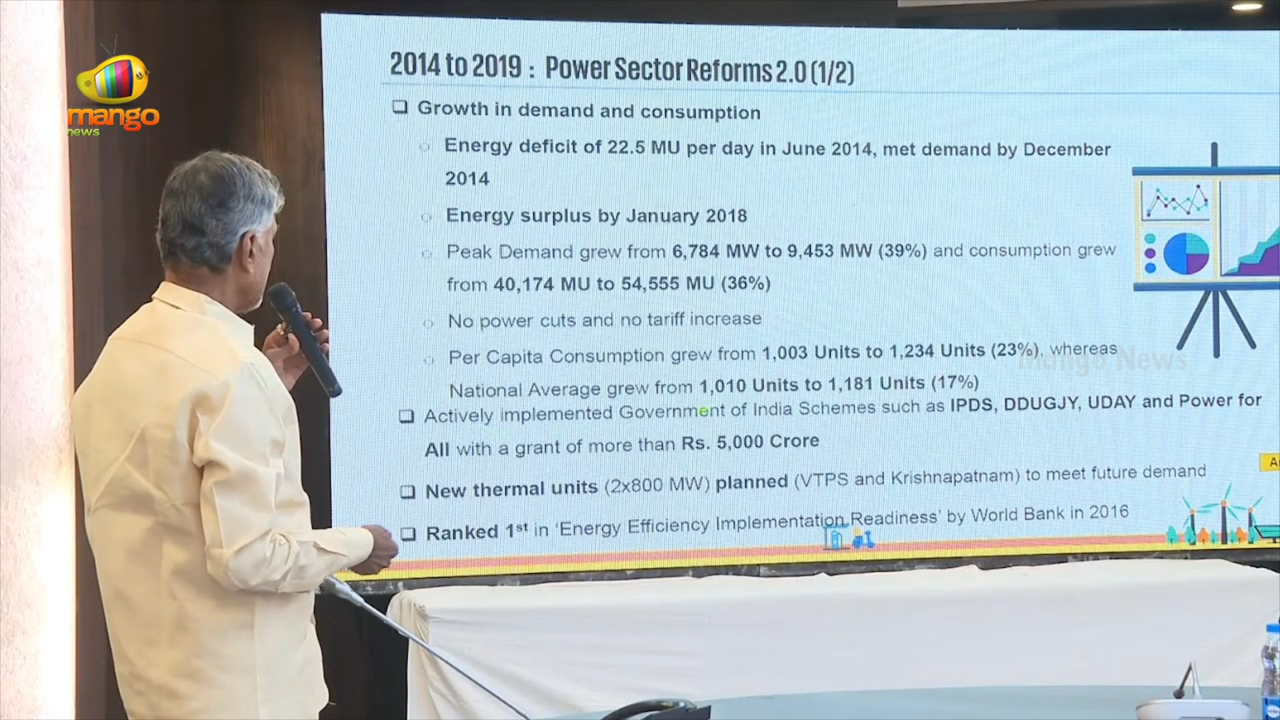 mango
news
2014 to 2019 : Power Sector Reforms 2.0 (1/2)
Growth in demand and consumption
Energy deficit of 22.5 MU per day in June 2014, met demand by December
2014
Energy surplus by January 2018
Peak Demand grew from 6,784 MW to 9,453 MW (39%) and consumption grew
from 40,174 MU to 54,555 MU (36%)
No power cuts and no tariff increase
Per Capita Consumption grew from 1,003 Units to 1,234 Units (23%), whereas
Mango News
National Average grew from 1,010 Units to 1,181 Units (17%)
Actively implemented Government of India Schemes such as IPDS, DDUGJY, UDAY and Power for
All with a grant of more than Rs. 5,000 Crore
New thermal units (2x800 MW) planned (VTPS and Krishnapatnam) to meet future demand
Ranked 1st in 'Energy Efficiency Implementation Readiness' by World Bank in 2016